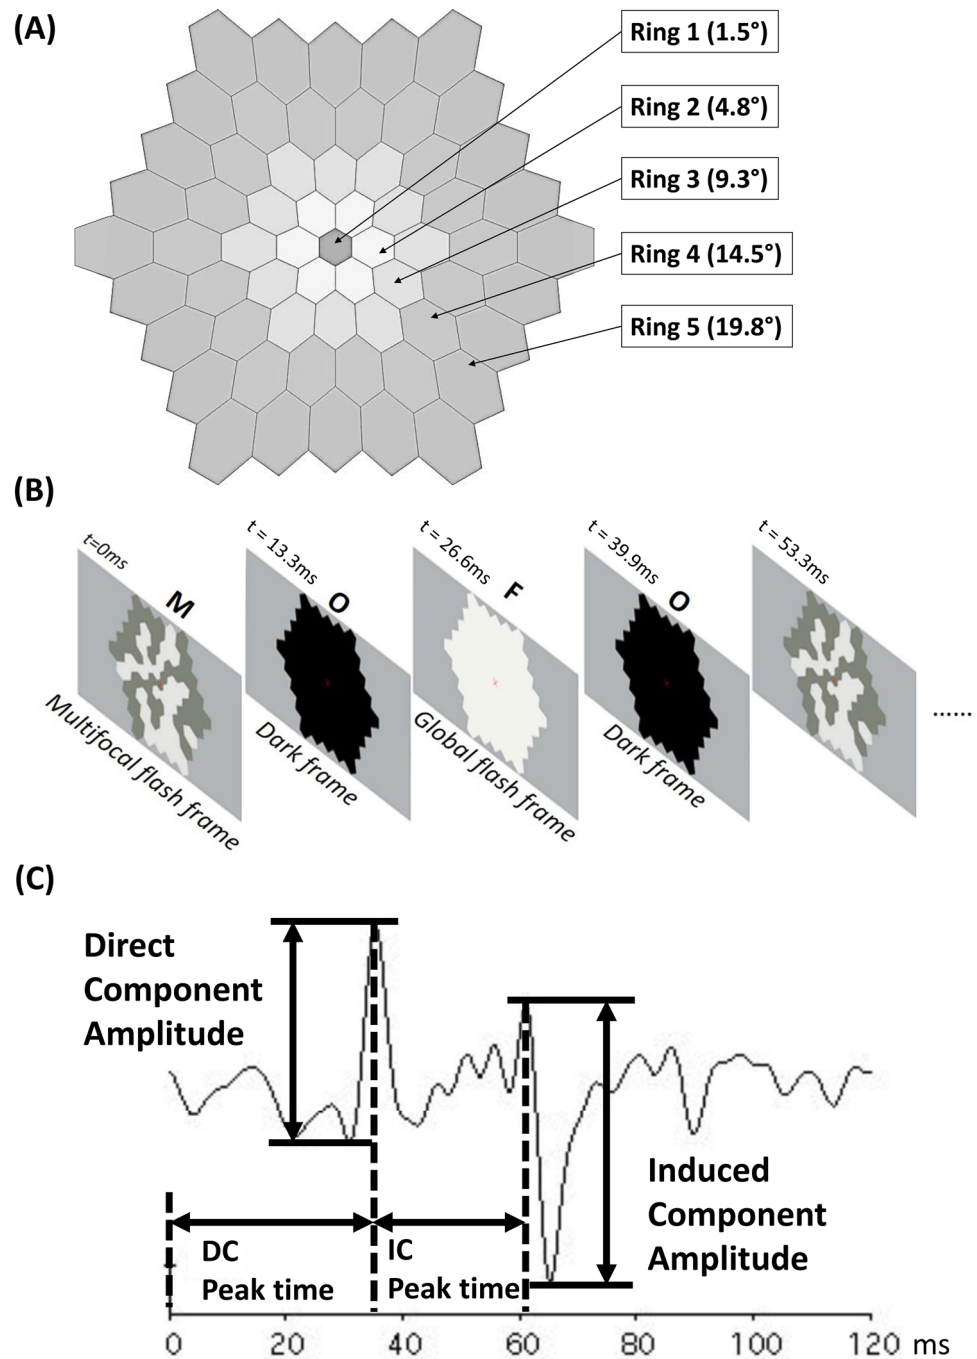 (A)
Ring 1 (1.5°)
Ring 2 (4.8°)
Ring 3 (9.3°)
Ring 4 (14.5°)
Ring 5 (19.8°)
(B)
t=0ms
t = 13.3ms
t = 26.6ms
t = 39.9ms
t = 53.3ms
M
O
F
O
Multifocal flash frame
Dark frame
Global flash frame
Dark frame
......
(C)
Direct
Component
Amplitude
Induced
Component
Amplitude
DC
Peak time
IC
Peak time
0 20 40 60 80 100 120 ms